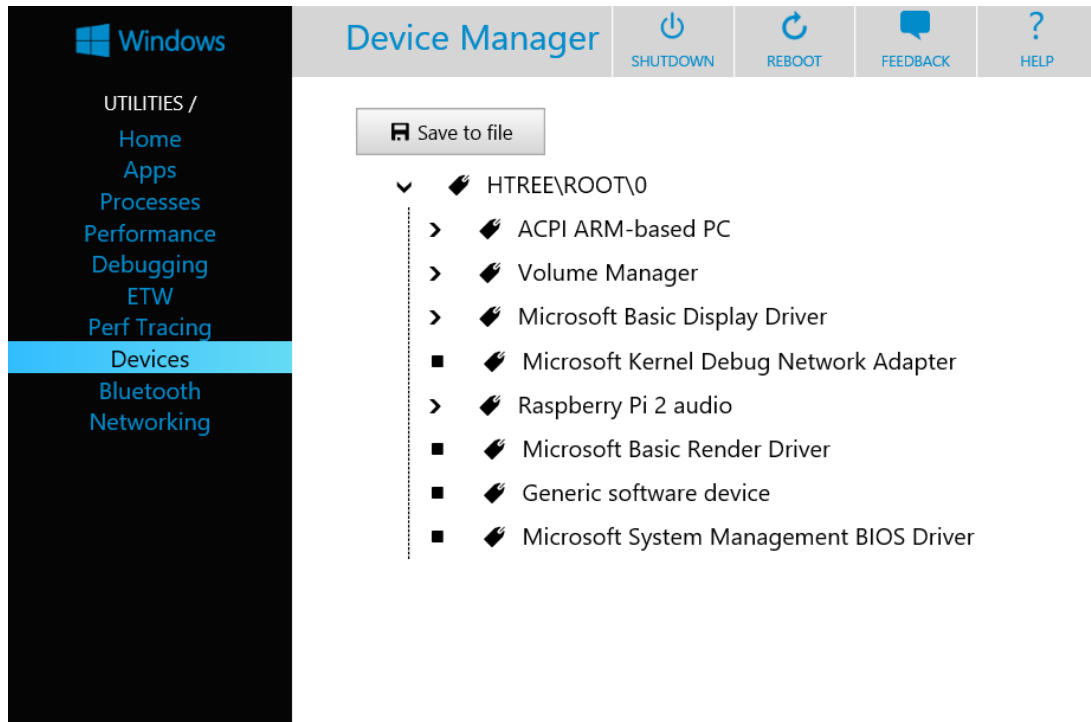 Windows
UTILITIES /
Home
Apps
Processes
Performance
Debugging
ETW
Perf Tracing
Devices
Bluetooth
Networking
Device Manager
SHUTDOWN
REBOOT
FEEDBACK
?
HELP
Save to file
HTREE\ROOT\0
ACPI ARM-based PC
Volume Manager
Microsoft Basic Display Driver
Microsoft Kernel Debug Network Adapter
Raspberry Pi 2 audio
Microsoft Basic Render Driver
Generic software device
Microsoft System Management BIOS Driver